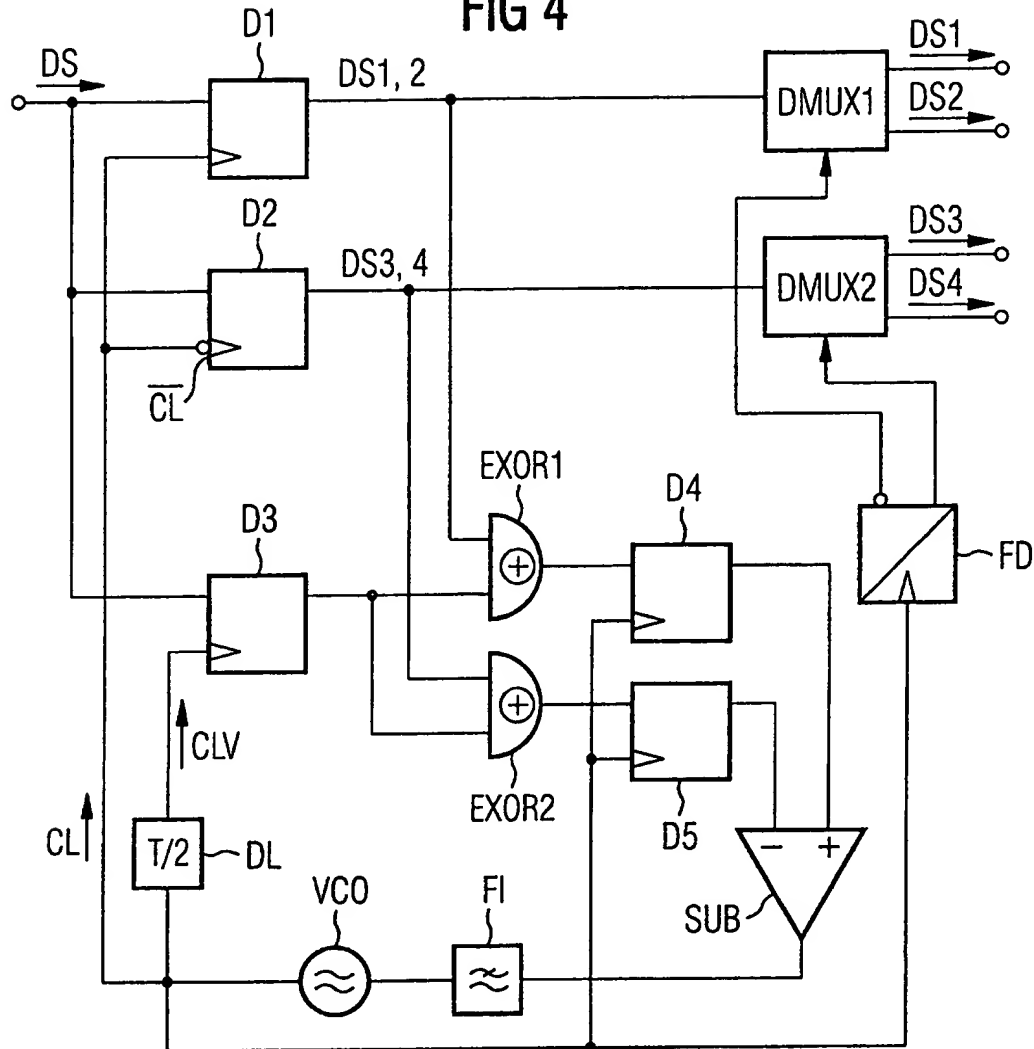 FIG 4
D1
DS
DS1, 2
DMUX1
DS1
DS2
D2
DS3, 4
DMUX2
DS3
DS4
CL
EXOR1
D4
D3
FD
CLV
EXOR2
D5
CL
T/2
DL
VCO
FI
SUB
− +